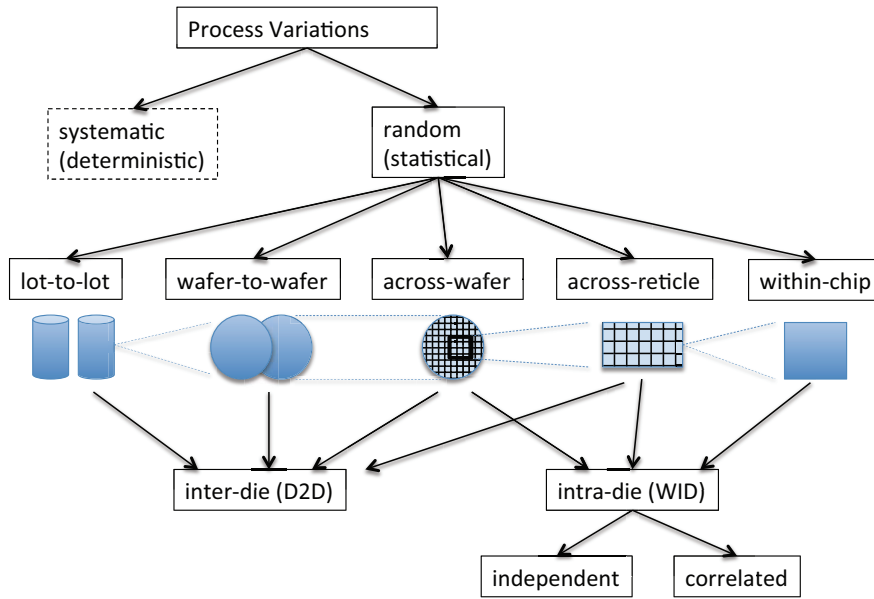 Process Variations
systematic
(deterministic)
random
(statistical)
lot-to-lot
wafer-to-wafer
across-wafer
across-reticle
within-chip
inter-die (D2D)
intra-die (WID)
independent
correlated